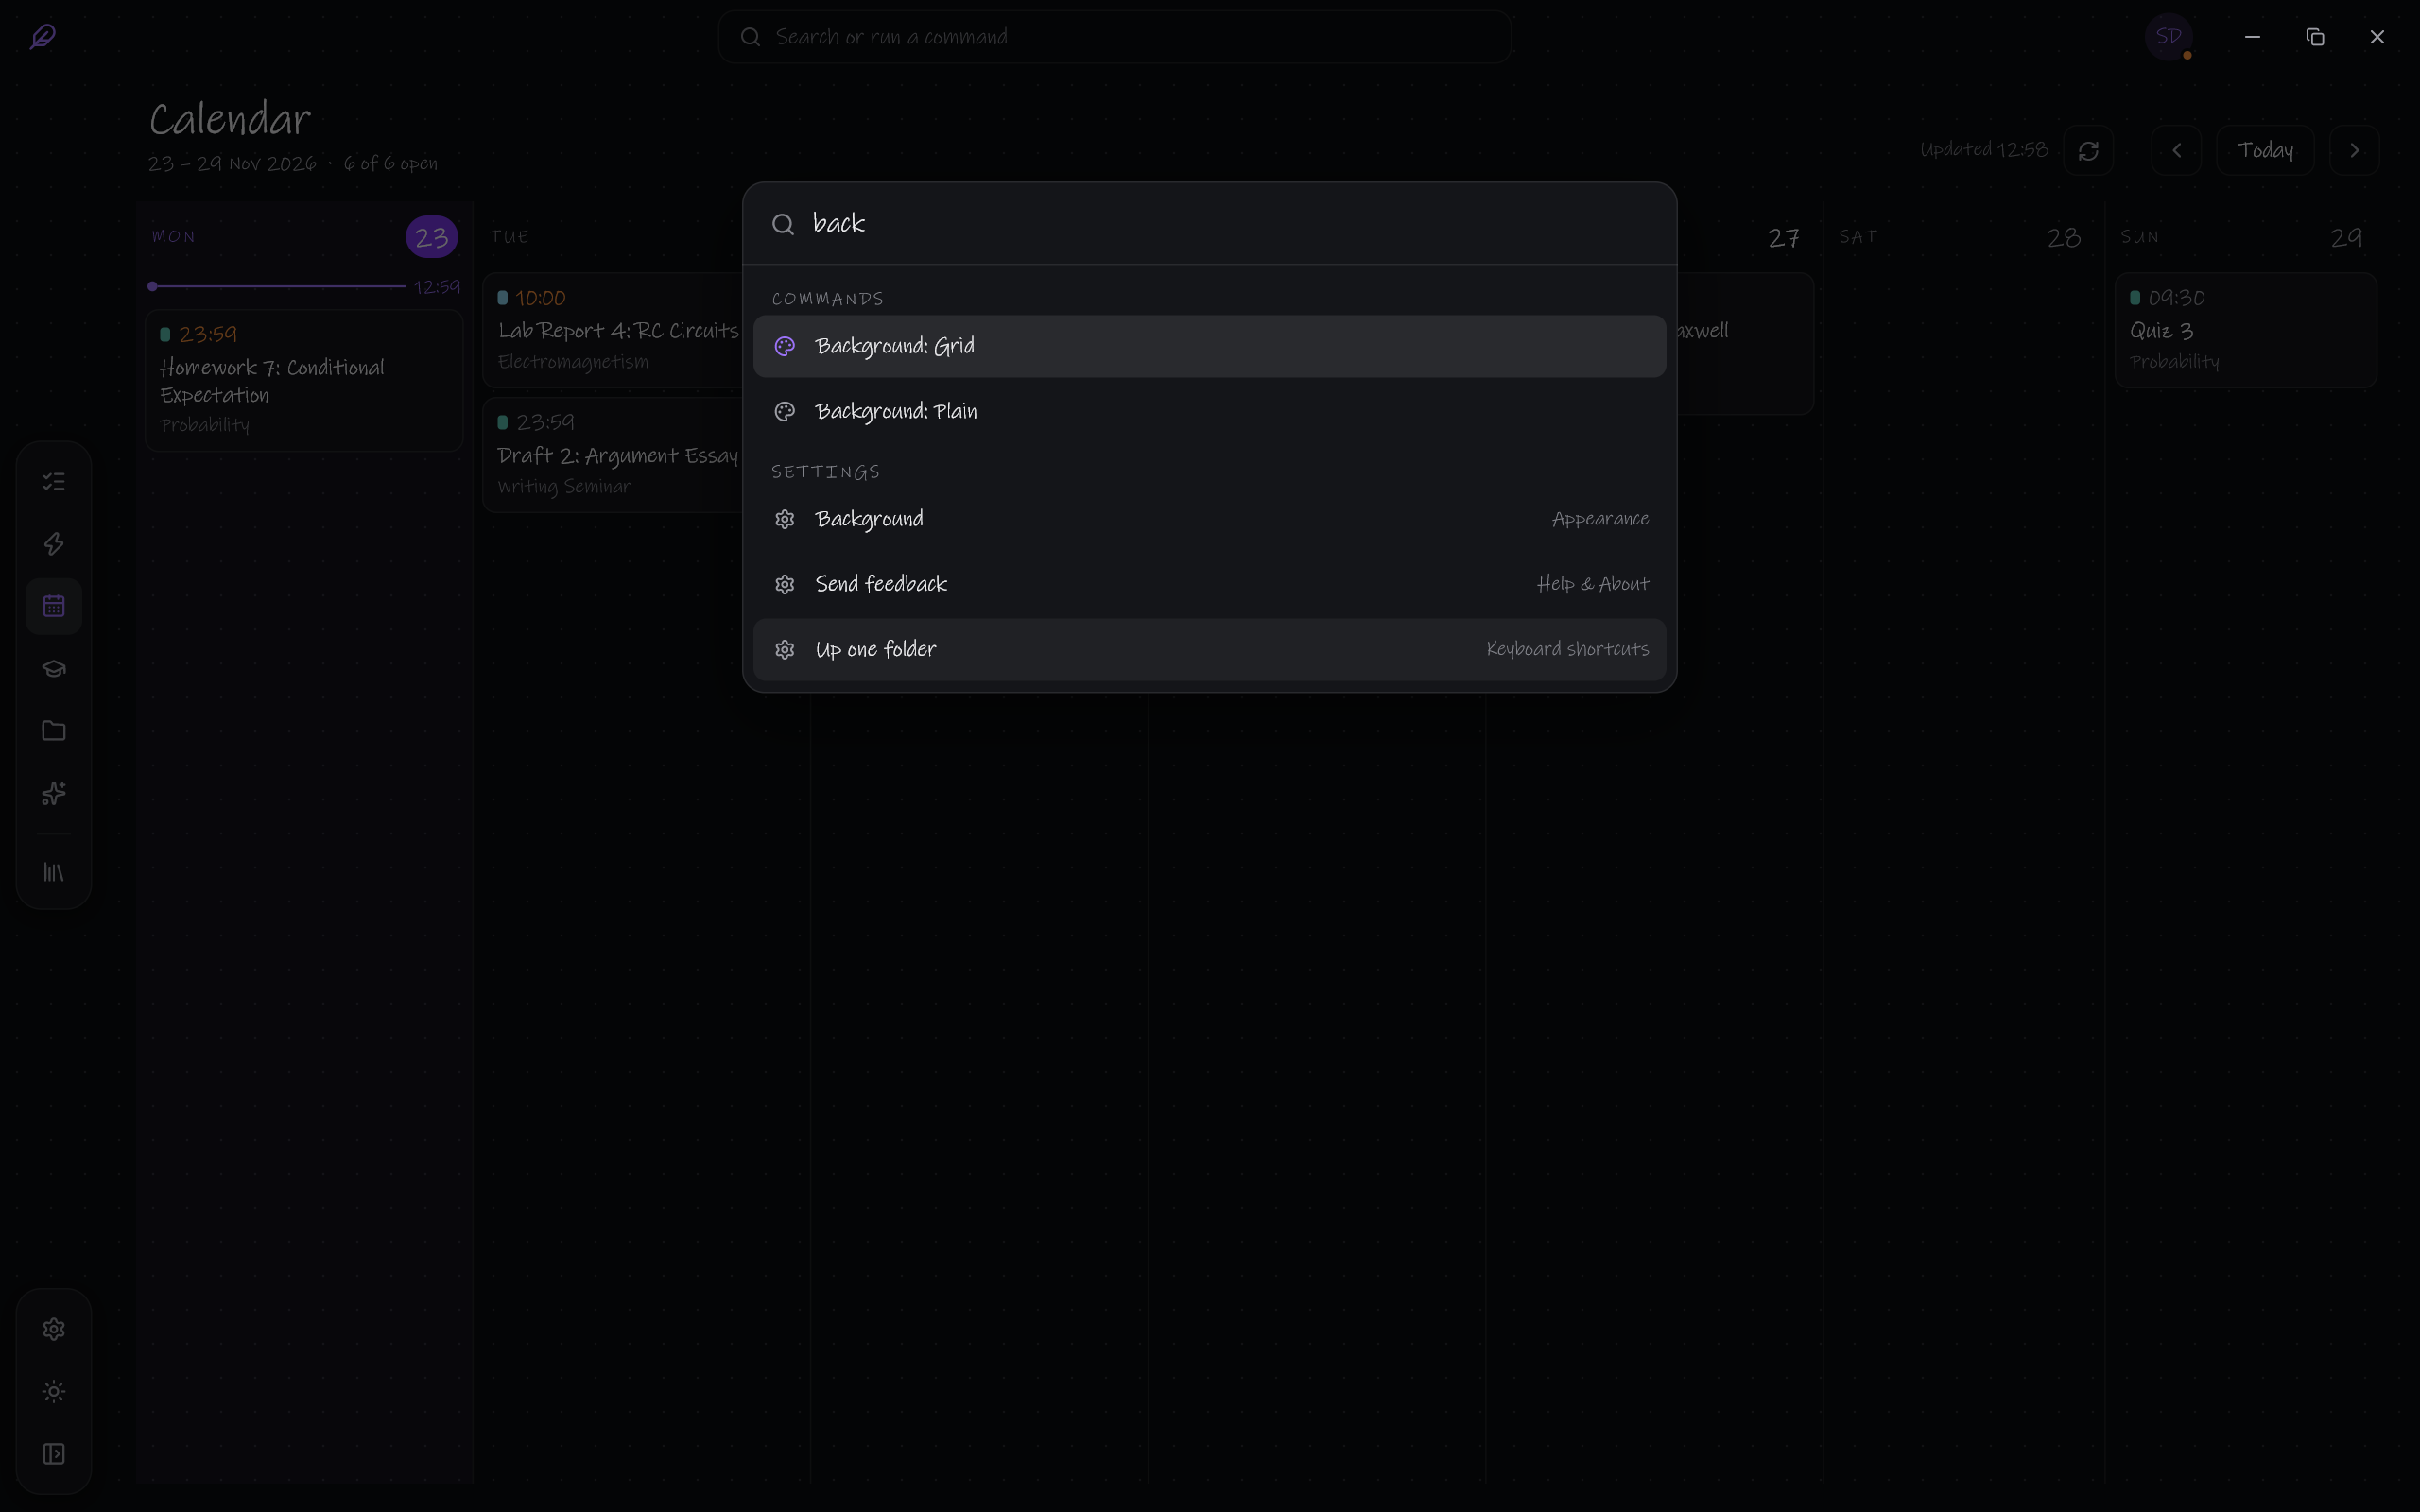 Search or run a command
SD
Calendar
23 – 29 Nov 2026 · 6 of 6 open
Updated 12:58
Today
MON 23
12:59
23:59
Homework 7: Conditional
Expectation
Probability
TUE
10:00
Lab Report 4: RC Circuits
Electromagnetism
23:59
Draft 2: Argument Essay
Writing Seminar
back
COMMANDS
Background: Grid
Background: Plain
SETTINGS
Background Appearance
Send feedback Help & About
Up one folder Keyboard shortcuts
27
axwell
SAT 28
SUN 29
09:30
Quiz 3
Probability